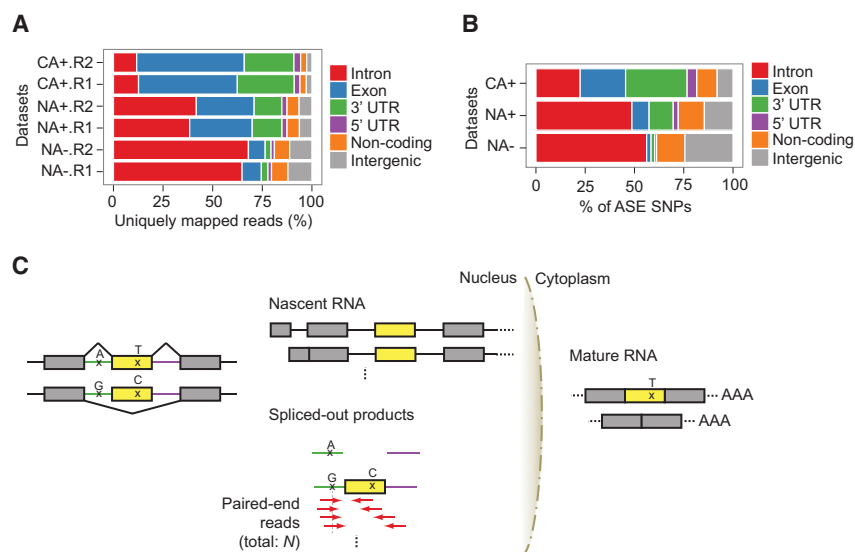 A
CA+.R2
CA+.R1
NA+.R2
NA+.R1
NA-.R2
NA-.R1
Datasets
0 25 50 75 100
Uniquely mapped reads (%)
Intron
Exon
3' UTR
5' UTR
Non-coding
Intergenic
B
CA+
NA+
NA-
Datasets
0 25 50 75 100
% of ASE SNPs
Intron
Exon
3' UTR
5' UTR
Non-coding
Intergenic
C
Nucleus
Cytoplasm
A
T
x
x
G
C
x
x
Nascent RNA
Spliced-out products
A
x
G
C
x
x
Paired-end
reads
(total: N)
Mature RNA
T
x
AAA
AAA